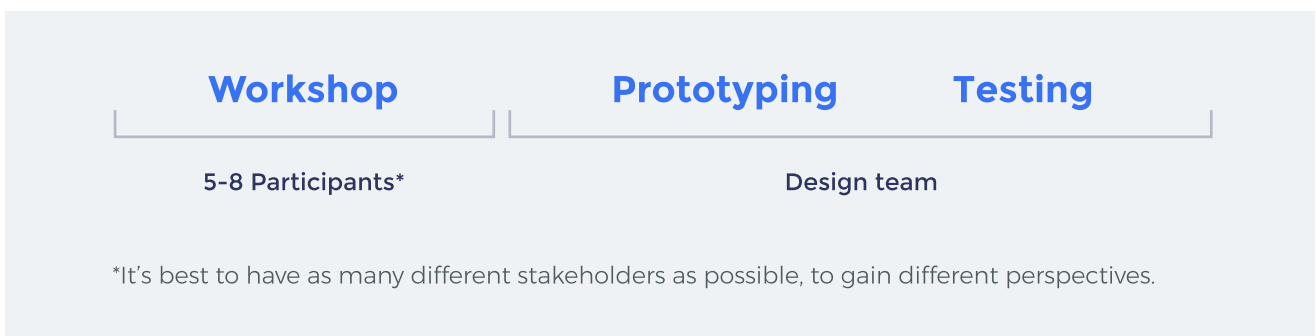 Workshop Prototyping Testing
5-8 Participants* Design team
*It’s best to have as many different stakeholders as possible, to gain different perspectives.